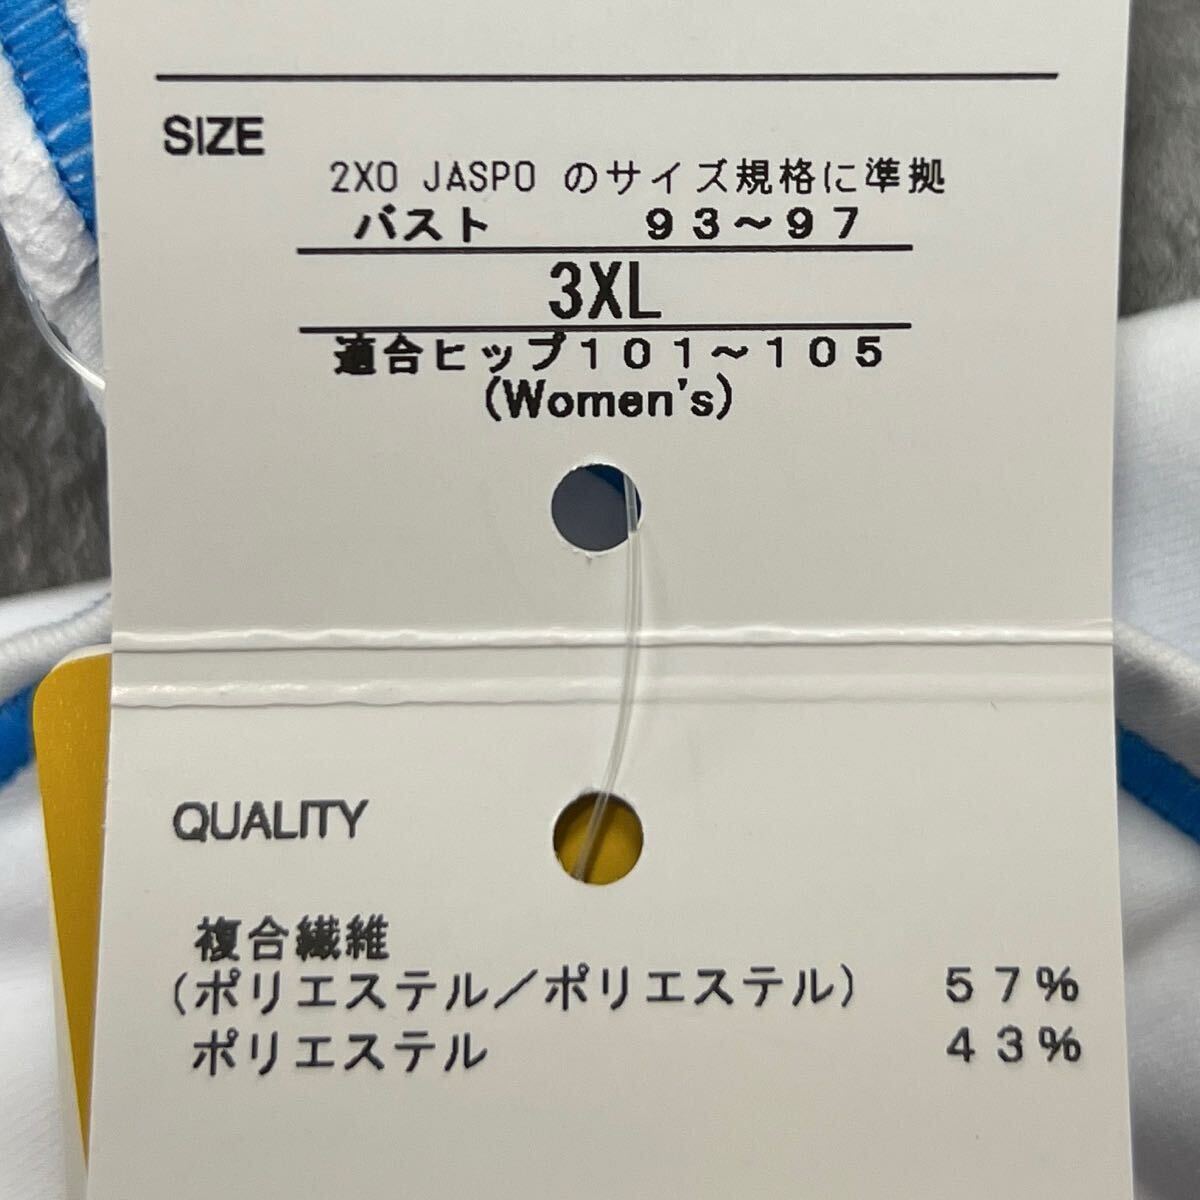 SIZE
2XO JASPO のサイズ規格に準拠
バスト 93～97
3XL
適合ヒップ101～105
(Women's)
QUALITY
複合繊維
(ポリエステル／ポリエステル) 57%
ポリエステル 43%